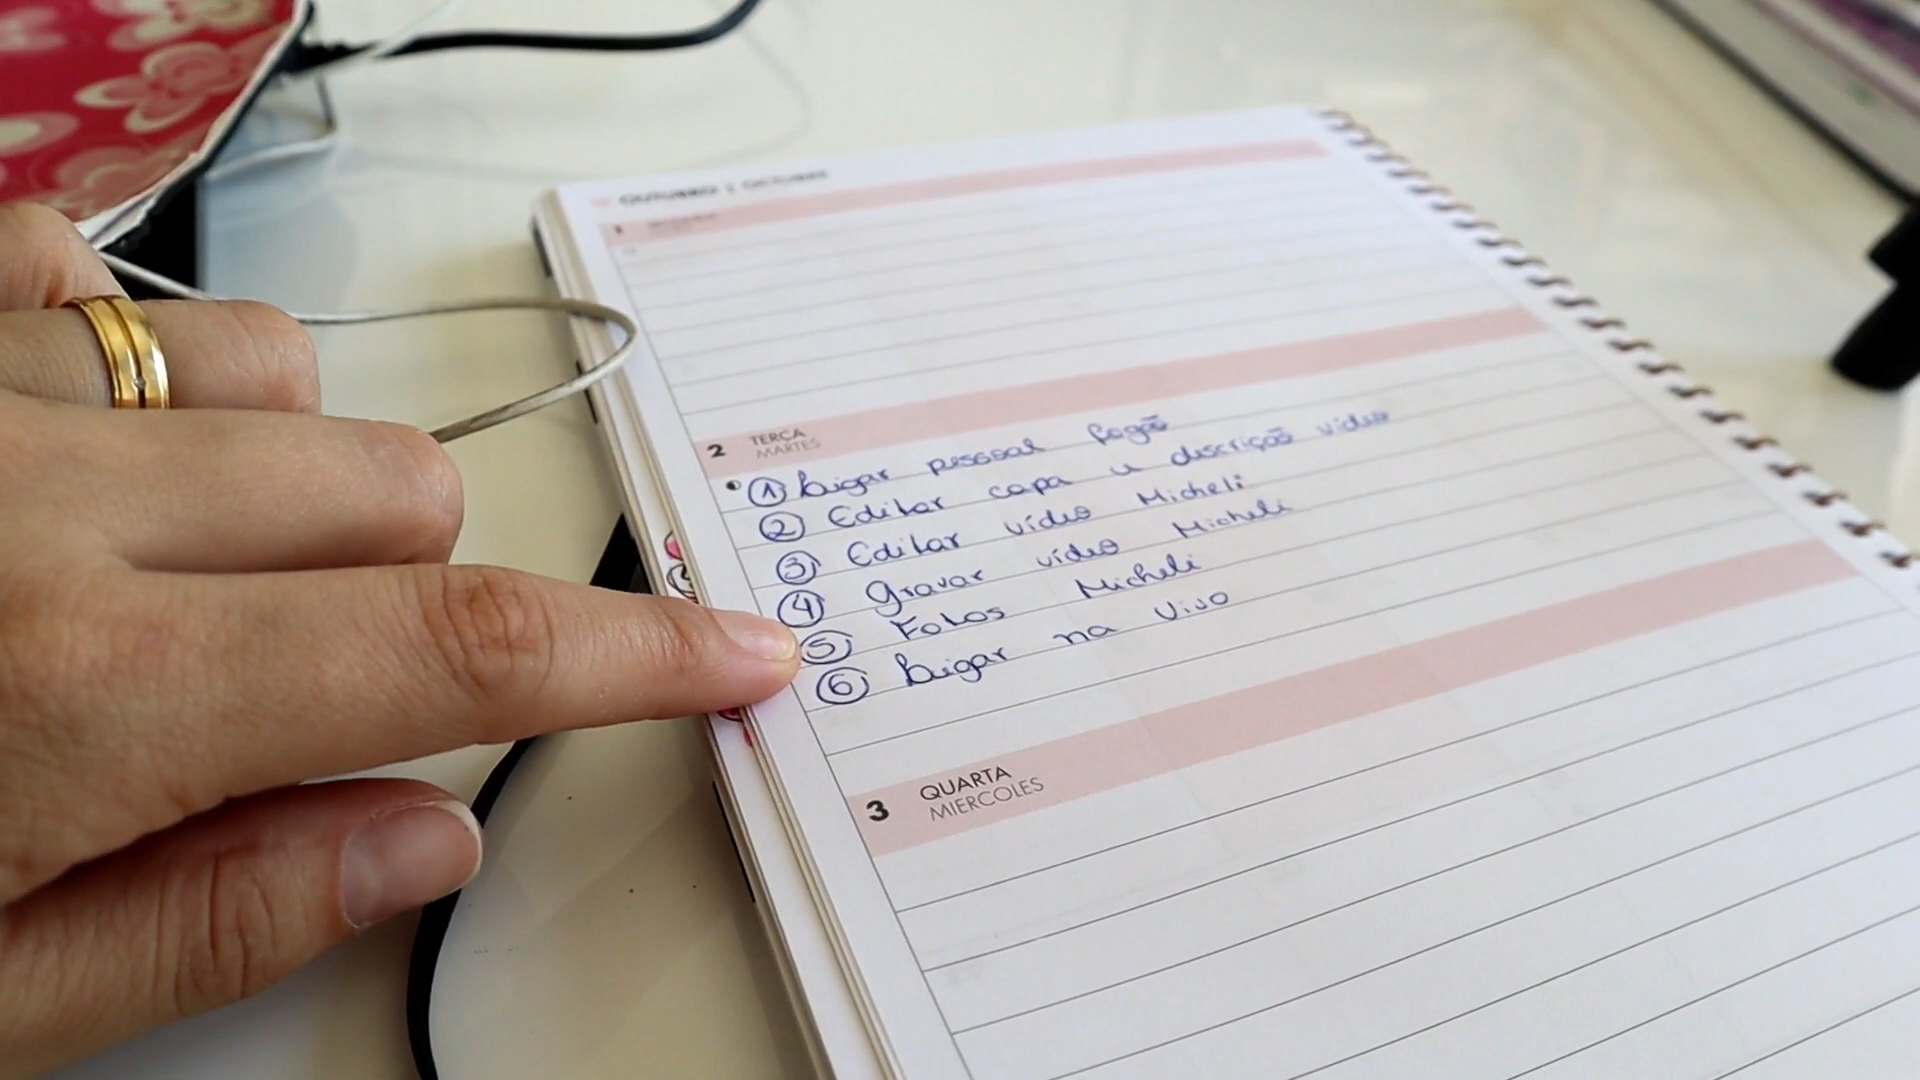 OUTUBRO | OCTUBRE
1
2 TERÇA
MARTES
① Ligar pessoal fogão
② Editar capa e descrição vídeo
③ Editar vídeo Micheli
④ gravar vídeo Micheli
⑤ Fotos Micheli
⑥ Ligar na Vivo
3 QUARTA
MIERCOLES